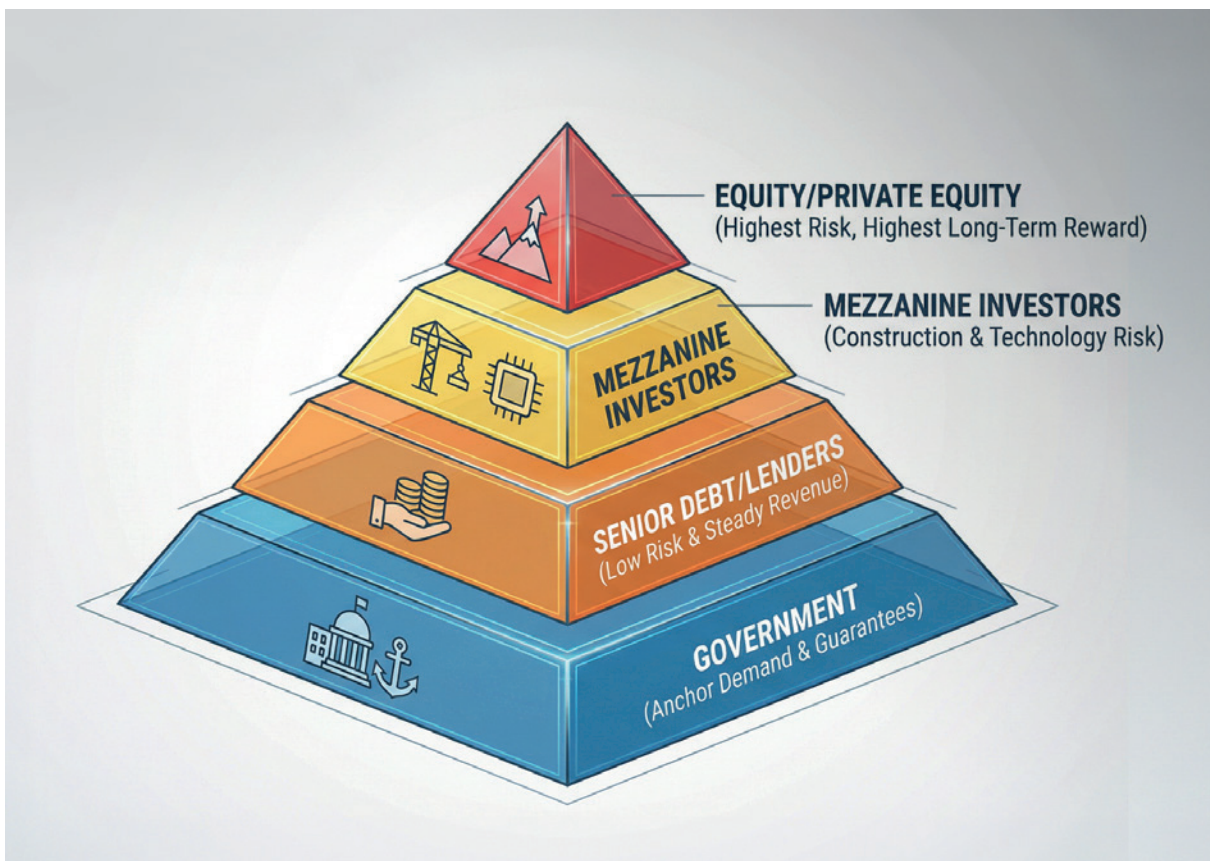 EQUITY/PRIVATE EQUITY
(Highest Risk, Highest Long-Term Reward)
MEZZANINE INVESTORS
(Construction & Technology Risk)
MEZZANINE
INVESTORS
SENIOR DEBT/LENDERS
(Low Risk & Steady Revenue)
GOVERNMENT
(Anchor Demand & Guarantees)